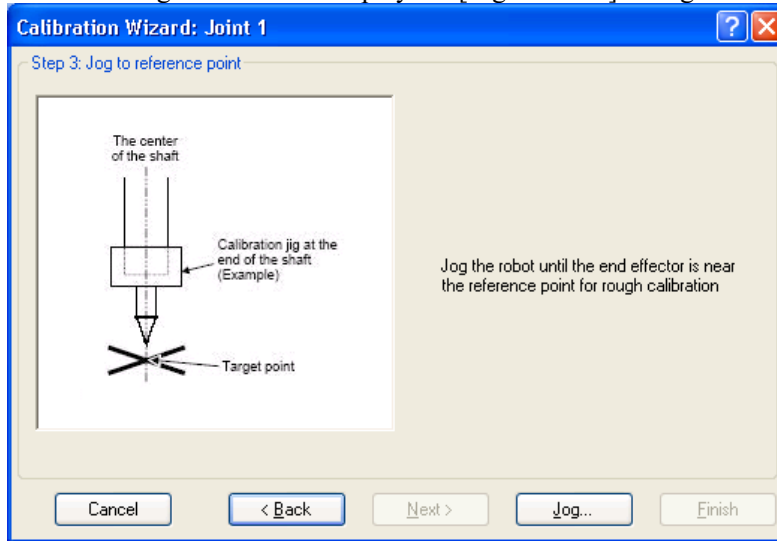 Calibration Wizard: Joint 1
Step 3: Jog to reference point
The center
of the shaft
Calibration jig at the
end of the shaft
(Example)
Target point
Jog the robot until the end effector is near
the reference point for rough calibration
Cancel
< Back
Next >
Jog...
Finish